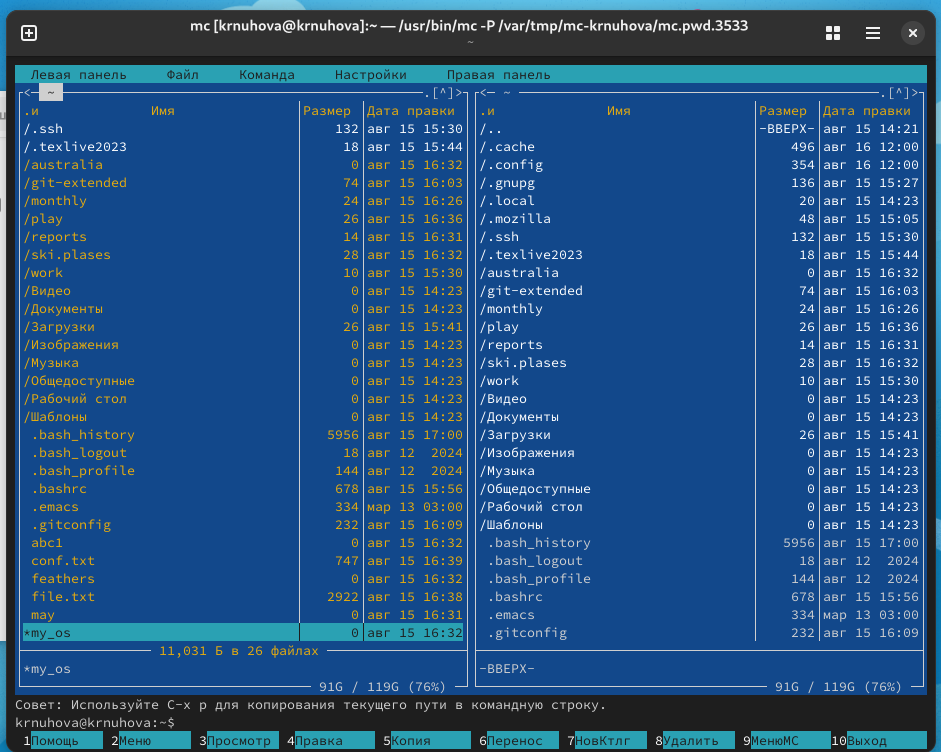 mc [krnuhova@krnuhova]:~ — /usr/bin/mc -P /var/tmp/mc-krnuhova/mc.pwd.3533
~
Левая панель Файл Команда Настройки Правая панель
<─ ~ .[^]> <─ ~ .[^]>
.и Имя Размер Дата правки .и Имя Размер Дата правки
/.ssh 132 авг 15 15:30 /.. -ВВЕРХ- авг 15 14:21
/.texlive2023 18 авг 15 15:44 /.cache 496 авг 16 12:00
/australia 0 авг 15 16:32 /.config 354 авг 16 12:00
/git-extended 74 авг 15 16:03 /.gnupg 136 авг 15 15:27
/monthly 24 авг 15 16:26 /.local 20 авг 15 14:23
/play 26 авг 15 16:36 /.mozilla 48 авг 15 15:05
/reports 14 авг 15 16:31 /.ssh 132 авг 15 15:30
/ski.plases 28 авг 15 16:32 /.texlive2023 18 авг 15 15:44
/work 10 авг 15 15:30 /australia 0 авг 15 16:32
/Видео 0 авг 15 14:23 /git-extended 74 авг 15 16:03
/Документы 0 авг 15 14:23 /monthly 24 авг 15 16:26
/Загрузки 26 авг 15 15:41 /play 26 авг 15 16:36
/Изображения 0 авг 15 14:23 /reports 14 авг 15 16:31
/Музыка 0 авг 15 14:23 /ski.plases 28 авг 15 16:32
/Общедоступные 0 авг 15 14:23 /work 10 авг 15 15:30
/Рабочий стол 0 авг 15 14:23 /Видео 0 авг 15 14:23
/Шаблоны 0 авг 15 14:23 /Документы 0 авг 15 14:23
.bash_history 5956 авг 15 17:00 /Загрузки 26 авг 15 15:41
.bash_logout 18 авг 12 2024 /Изображения 0 авг 15 14:23
.bash_profile 144 авг 12 2024 /Музыка 0 авг 15 14:23
.bashrc 678 авг 15 15:56 /Общедоступные 0 авг 15 14:23
.emacs 334 мар 13 03:00 /Рабочий стол 0 авг 15 14:23
.gitconfig 232 авг 15 16:09 /Шаблоны 0 авг 15 14:23
abc1 0 авг 15 16:32 .bash_history 5956 авг 15 17:00
conf.txt 747 авг 15 16:39 .bash_logout 18 авг 12 2024
feathers 0 авг 15 16:32 .bash_profile 144 авг 12 2024
file.txt 2922 авг 15 16:38 .bashrc 678 авг 15 15:56
may 0 авг 15 16:31 .emacs 334 мар 13 03:00
*my_os 0 авг 15 16:32 .gitconfig 232 авг 15 16:09
11,031 Б в 26 файлах
*my_os -ВВЕРХ-
91G / 119G (76%) 91G / 119G (76%)
Совет: Используйте C-x p для копирования текущего пути в командную строку.
krnuhova@krnuhova:~$
1Помощь 2Меню 3Просмотр 4Правка 5Копия 6Перенос 7НовКтлг 8Удалить 9МенюMC 10Выход